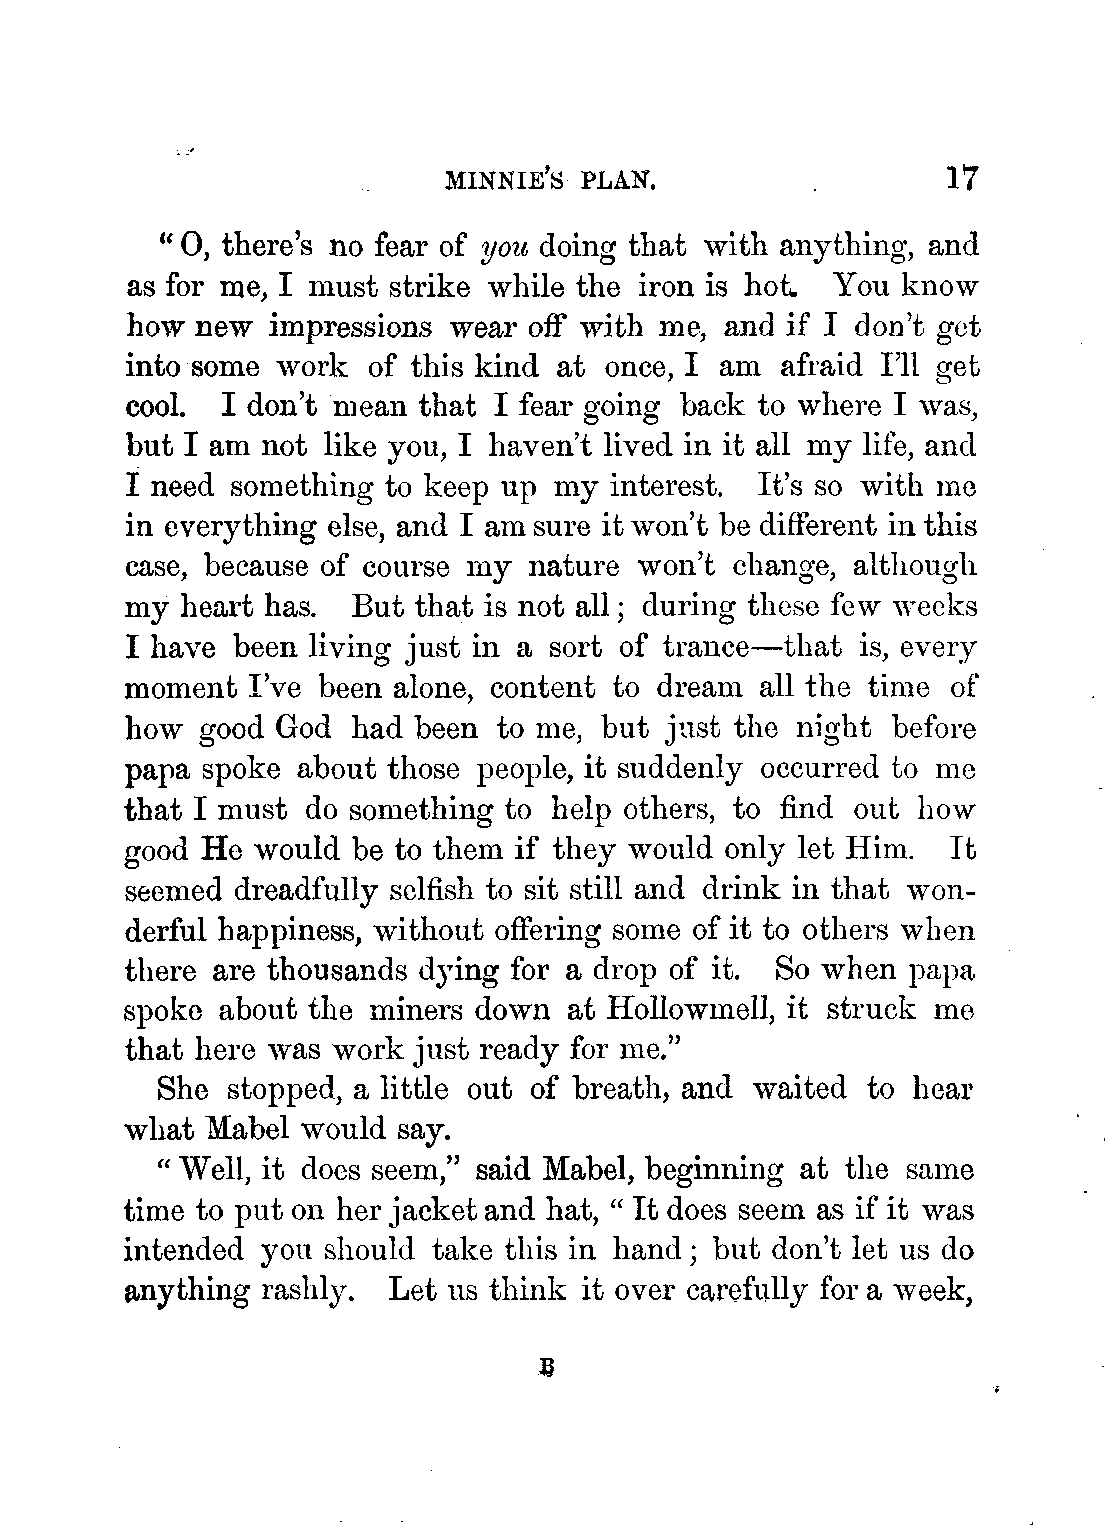 MINNIE'S PLAN. 17
"O, there's no fear of you doing that with anything, and
as for me, I must strike while the iron is hot. You know
how new impressions wear off with me, and if I don't get
into some work of this kind at once, I am afraid I'll get
cool. I don't mean that I fear going back to where I was,
but I am not like you, I haven't lived in it all my life, and
I need something to keep up my interest. It's so with me
in everything else, and I am sure it won't be different in this
case, because of course my nature won't change, although
my heart has. But that is not all; during these few weeks
I have been living just in a sort of trance—that is, every
moment I've been alone, content to dream all the time of
how good God had been to me, but just the night before
papa spoke about those people, it suddenly occurred to me
that I must do something to help others, to find out how
good He would be to them if they would only let Him. It
seemed dreadfully selfish to sit still and drink in that won-
derful happiness, without offering some of it to others when
there are thousands dying for a drop of it. So when papa
spoke about the miners down at Hollowmell, it struck me
that here was work just ready for me."
She stopped, a little out of breath, and waited to hear
what Mabel would say.
"Well, it does seem," said Mabel, beginning at the same
time to put on her jacket and hat, "It does seem as if it was
intended you should take this in hand; but don't let us do
anything rashly. Let us think it over carefully for a week,
B